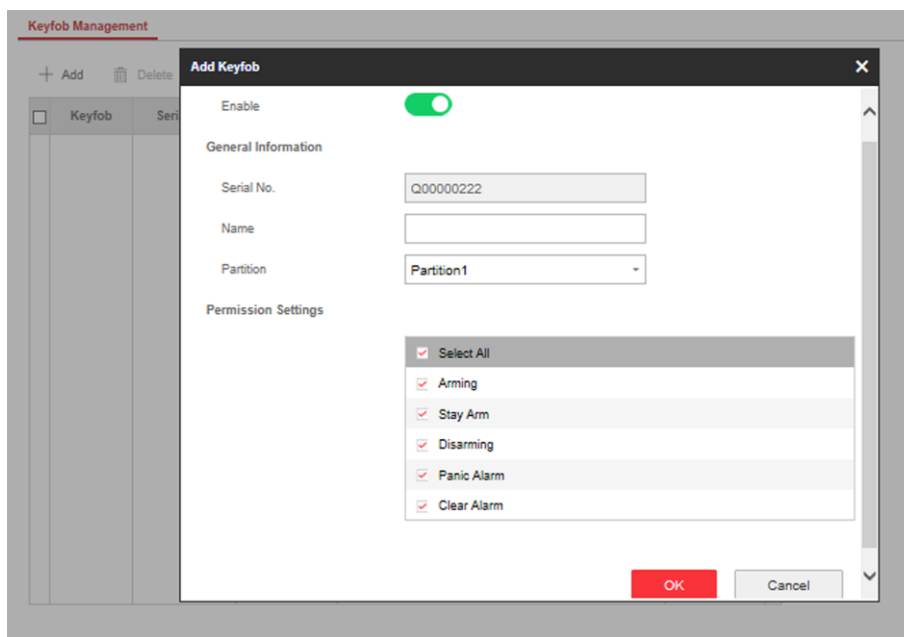 Keyfob Management
Add Delete
Keyfob Seri
Add Keyfob
Enable
General Information
Serial No. Q00000222
Name
Partition Partition1
Permission Settings
Select All
Arming
Stay Arm
Disarming
Panic Alarm
Clear Alarm
OK Cancel